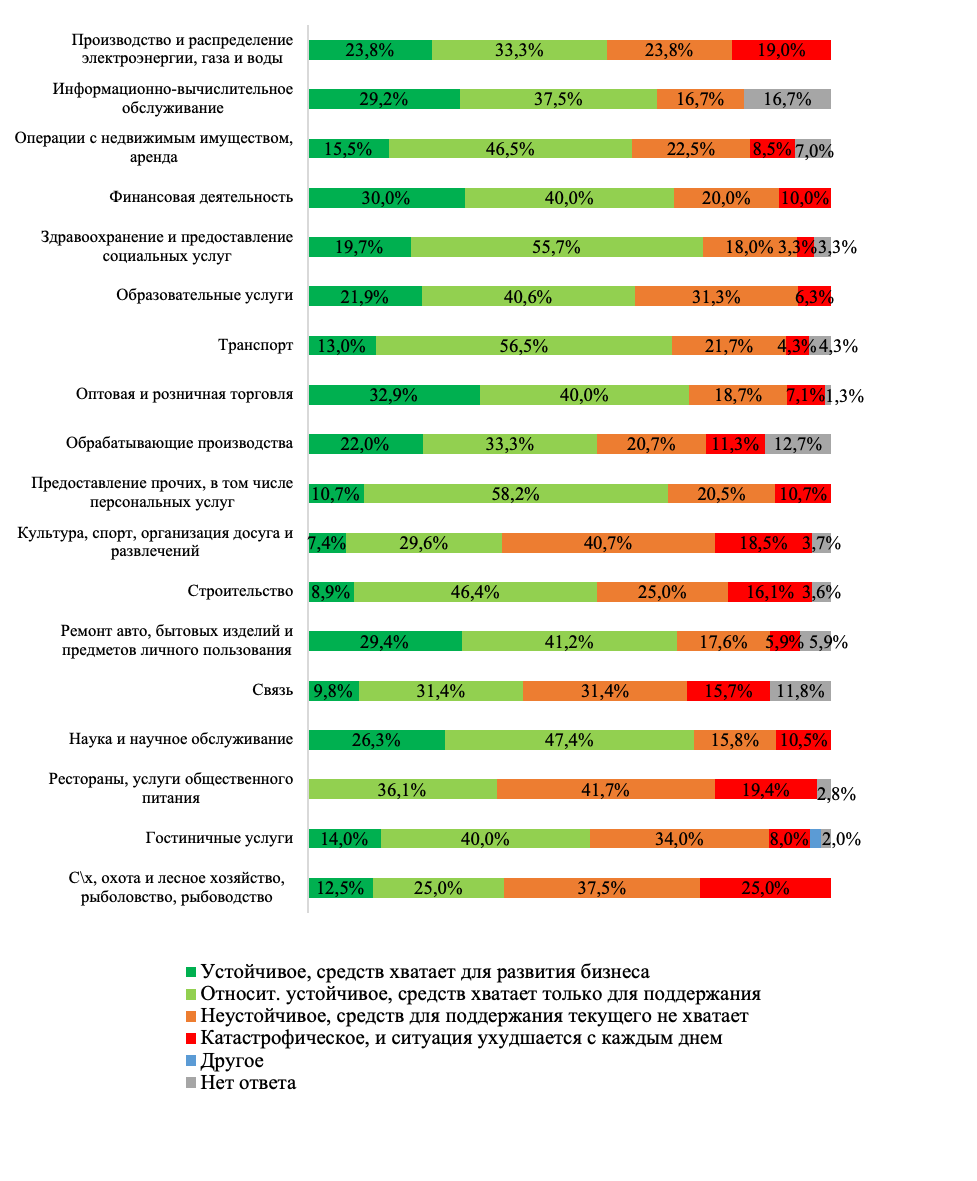 Производство и распределение
электроэнергии, газа и воды
23,8% 33,3% 23,8% 19,0%
Информационно-вычислительное
обслуживание
29,2% 37,5% 16,7% 16,7%
Операции с недвижимым имуществом,
аренда
15,5% 46,5% 22,5% 8,5% 7,0%
Финансовая деятельность
30,0% 40,0% 20,0% 10,0%
Здравоохранение и предоставление
социальных услуг
19,7% 55,7% 18,0% 3,3% 3,3%
Образовательные услуги
21,9% 40,6% 31,3% 6,3%
Транспорт
13,0% 56,5% 21,7% 4,3% 4,3%
Оптовая и розничная торговля
32,9% 40,0% 18,7% 7,1% 1,3%
Обрабатывающие производства
22,0% 33,3% 20,7% 11,3% 12,7%
Предоставление прочих, в том числе
персональных услуг
10,7% 58,2% 20,5% 10,7%
Культура, спорт, организация досуга и
развлечений
7,4% 29,6% 40,7% 18,5% 3,7%
Строительство
8,9% 46,4% 25,0% 16,1% 3,6%
Ремонт авто, бытовых изделий и
предметов личного пользования
29,4% 41,2% 17,6% 5,9% 5,9%
Связь
9,8% 31,4% 31,4% 15,7% 11,8%
Наука и научное обслуживание
26,3% 47,4% 15,8% 10,5%
Рестораны, услуги общественного
питания
36,1% 41,7% 19,4% 2,8%
Гостиничные услуги
14,0% 40,0% 34,0% 8,0% 2,0%
С\х, охота и лесное хозяйство,
рыболовство, рыбоводство
12,5% 25,0% 37,5% 25,0%
Устойчивое, средств хватает для развития бизнеса
Относит. устойчивое, средств хватает только для поддержания
Неустойчивое, средств для поддержания текущего не хватает
Катастрофическое, и ситуация ухудшается с каждым днем
Другое
Нет ответа